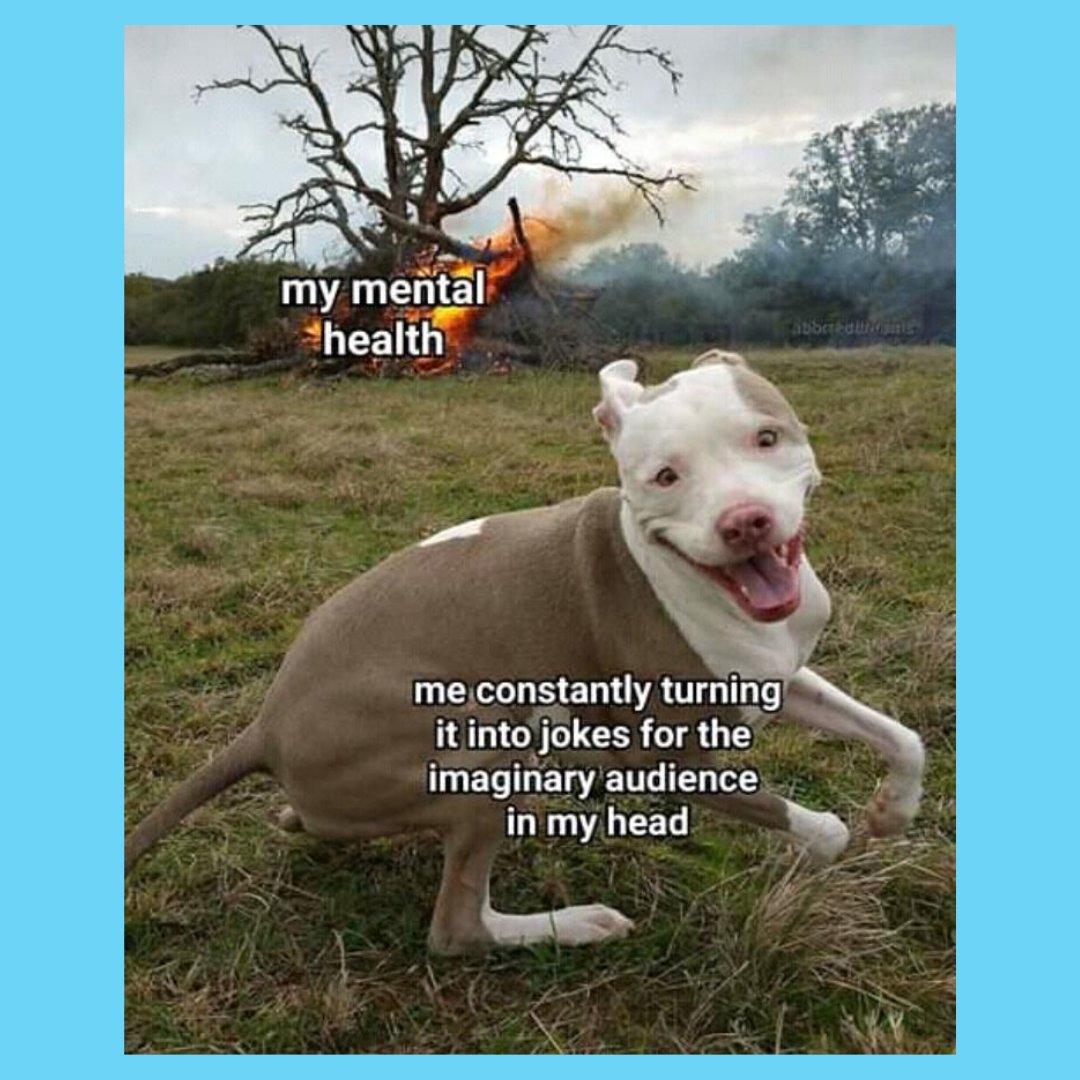 my mental
health
me constantly turning
it into jokes for the
imaginary audience
in my head